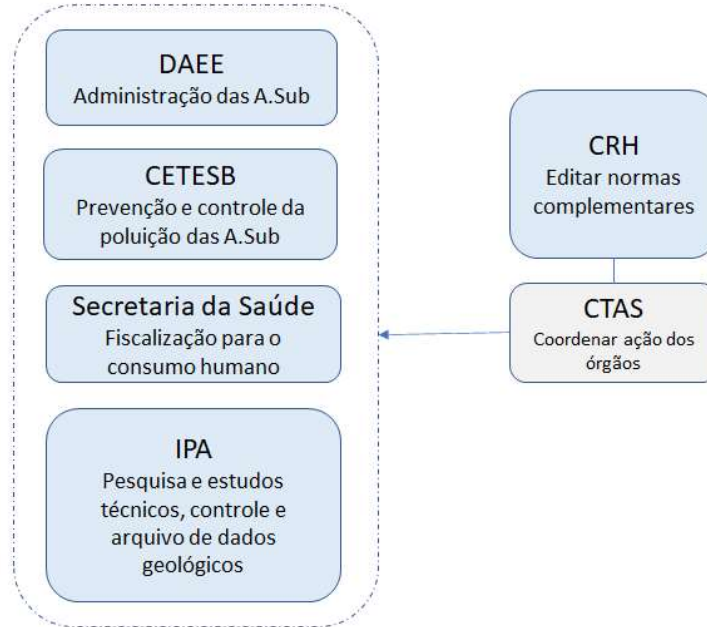 DAEE
Administração das A.Sub
CETESB
Prevenção e controle da
poluição das A.Sub
Secretaria da Saúde
Fiscalização para o
consumo humano
IPA
Pesquisa e estudos
técnicos, controle e
arquivo de dados
geológicos
CRH
Editar normas
complementares
CTAS
Coordenar ação dos
órgãos